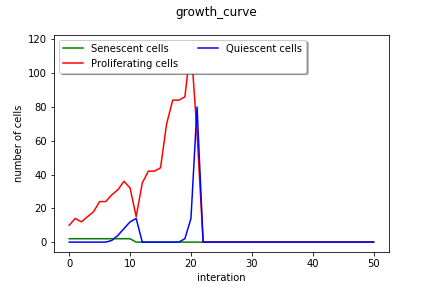 growth_curve
Senescent cells
Proliferating cells
Quiescent cells
number of cells
120
100
80
60
40
20
0
0 10 20 30 40 50
interation